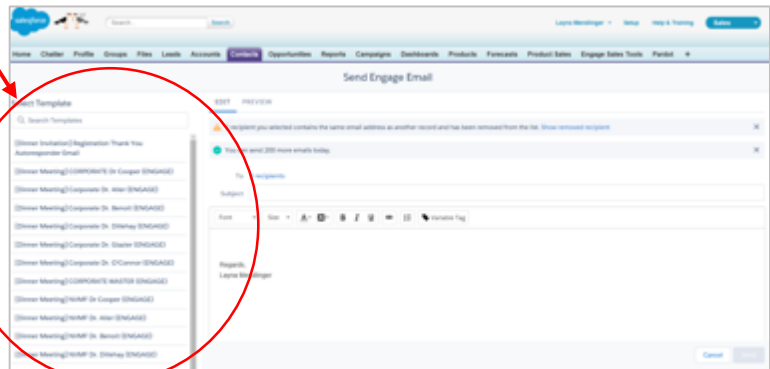 salesforce
Search...
Search
Layna Mendlinger
Setup
Help & Training
Sales
Home Chatter Profile Groups Files Leads Accounts Contacts Opportunities Reports Campaigns Dashboards Products Forecasts Product Sales Engage Sales Tools Pardot +
Send Engage Email
Select Template
EDIT PREVIEW
Search Templates
recipient you selected contains the same email address as another record and has been removed from the list. Show removed recipient
[Dinner Invitation] Registration Thank You
Autoresponder Email
You can send 200 more emails today.
[Dinner Meeting] CORPORATE Dr Cooper (ENGAGE)
To recipients
[Dinner Meeting] Corporate Dr. Aller (ENGAGE)
Subject
[Dinner Meeting] Corporate Dr. Benoit (ENGAGE)
Font Size A B I U Variable Tag
[Dinner Meeting] Corporate Dr. Dillehay (ENGAGE)
[Dinner Meeting] Corporate Dr. Glazier (ENGAGE)
[Dinner Meeting] Corporate Dr. O'Connor (ENGAGE)
Regards,
Layna Mendlinger
[Dinner Meeting] CORPORATE MASTER (ENGAGE)
[Dinner Meeting] NVMF Dr Cooper (ENGAGE)
[Dinner Meeting] NVMF Dr. Aller (ENGAGE)
[Dinner Meeting] NVMF Dr. Benoit (ENGAGE)
[Dinner Meeting] NVMF Dr. Dillehay (ENGAGE)
Cancel Send